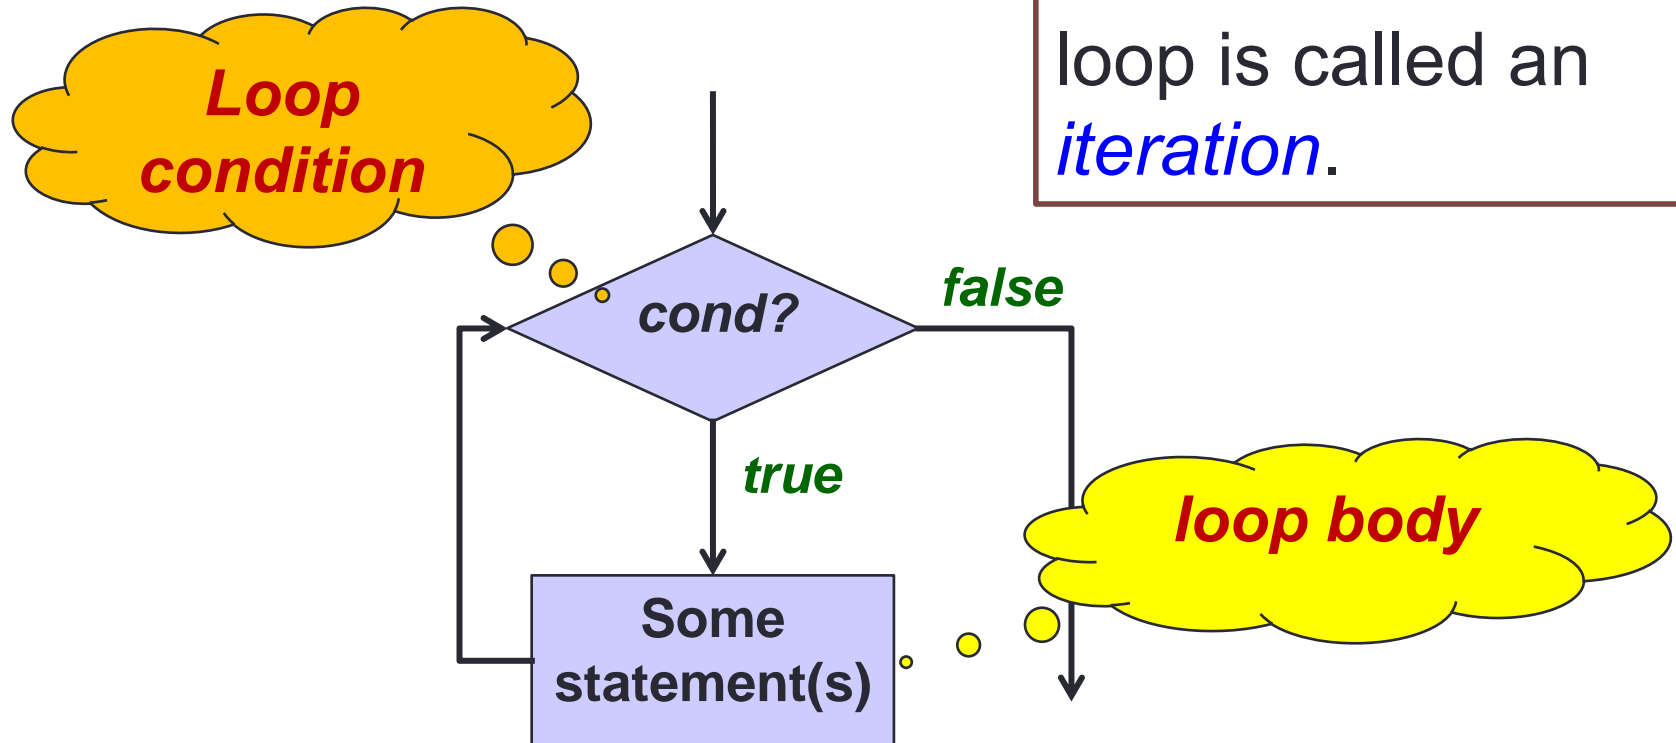 loop is called an
iteration.
Loop
condition
cond?
false
true
loop body
Some
statement(s)